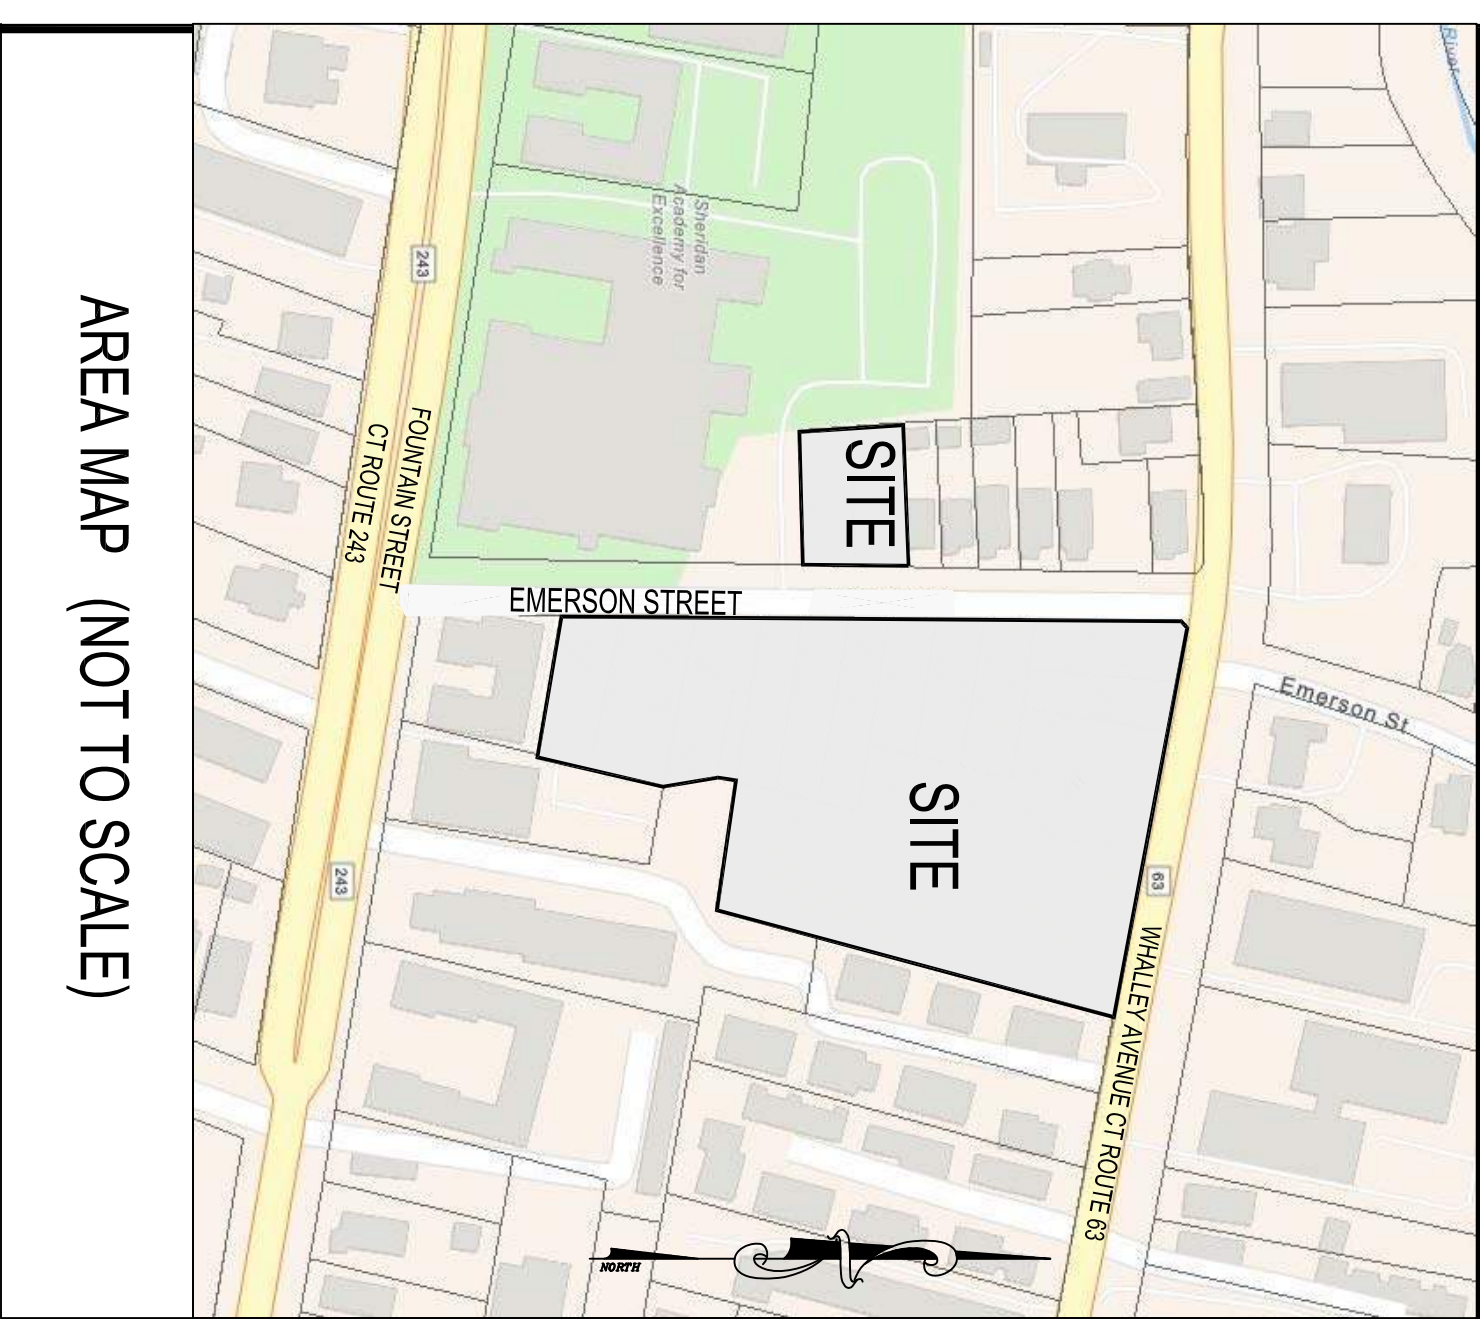 AREA MAP (NOT TO SCALE)
River
243
Sheridan
Academy for
Excellence
FOUNTAIN STREET
CT ROUTE 243
SITE
EMERSON STREET
Emerson St
SITE
243
63
WHALLEY AVENUE CT ROUTE 63
NORTH